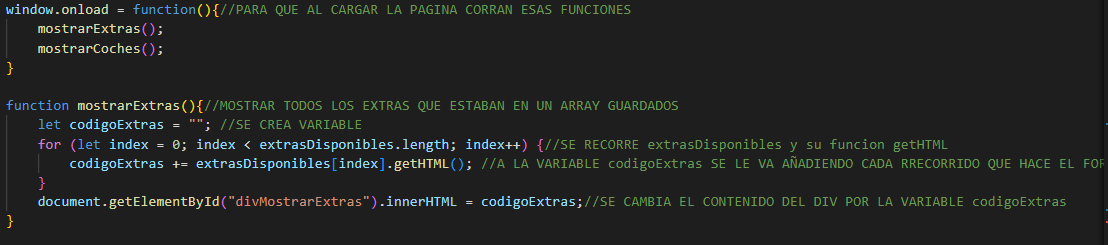 window.onload = function(){//PARA QUE AL CARGAR LA PAGINA CORRAN ESAS FUNCIONES
    mostrarExtras();
    mostrarCoches();
}

function mostrarExtras(){//MOSTRAR TODOS LOS EXTRAS QUE ESTABAN EN UN ARRAY GUARDADOS
    let codigoExtras = ""; //SE CREA VARIABLE
    for (let index = 0; index < extrasDisponibles.length; index++) {//SE RECORRE extrasDisponibles y su funcion getHTML
        codigoExtras += extrasDisponibles[index].getHTML(); //A LA VARIABLE codigoExtras SE LE VA AÑADIENDO CADA RRECORRIDO QUE HACE EL FOR
    }
    document.getElementById("divMostrarExtras").innerHTML = codigoExtras;//SE CAMBIA EL CONTENIDO DEL DIV POR LA VARIABLE codigoExtras
}